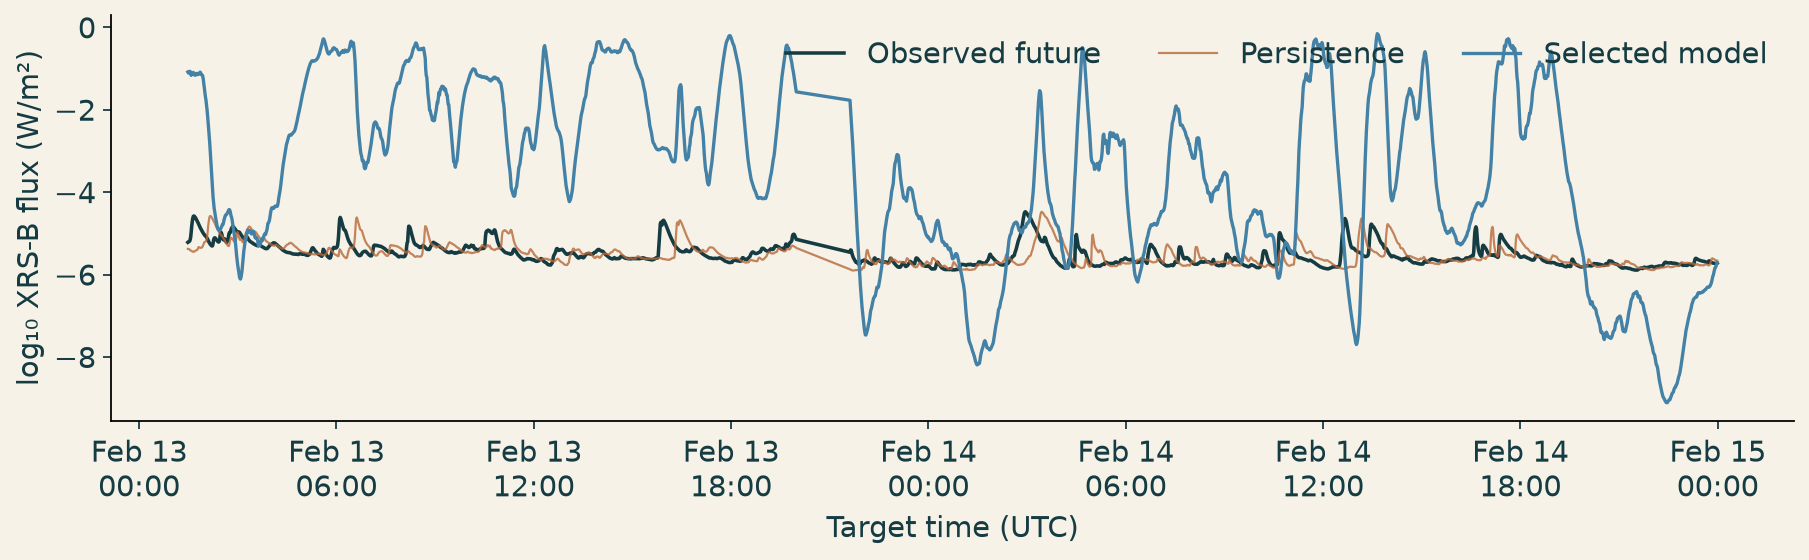 log₁₀ XRS-B flux (W/m²)
0
−2
−4
−6
−8
Observed future Persistence Selected model
Feb 13 Feb 13 Feb 13 Feb 13 Feb 14 Feb 14 Feb 14 Feb 14 Feb 15
00:00 06:00 12:00 18:00 00:00 06:00 12:00 18:00 00:00
Target time (UTC)